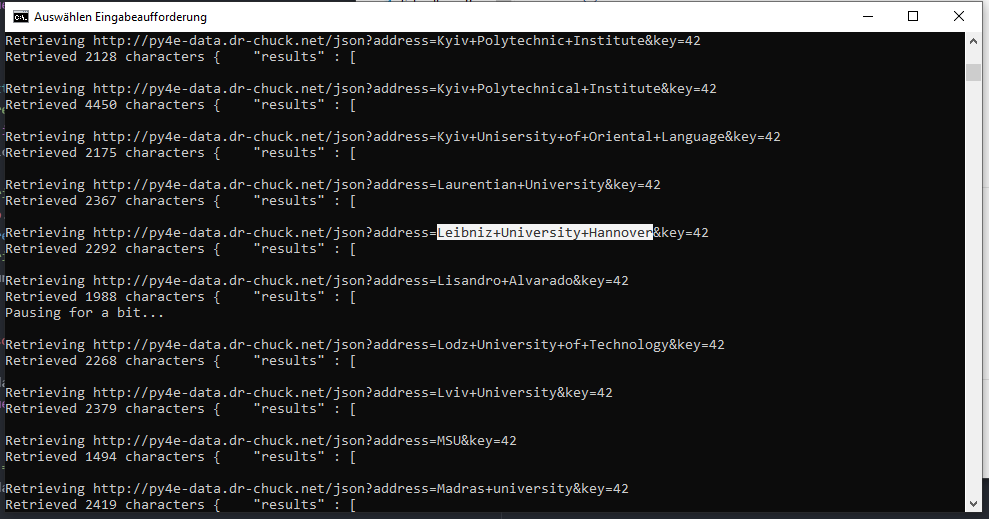 Auswählen Eingabeaufforderung
Retrieving http://py4e-data.dr-chuck.net/json?address=Kyiv+Polytechnic+Institute&key=42
Retrieved 2128 characters {    "results" : [
Retrieving http://py4e-data.dr-chuck.net/json?address=Kyiv+Polytechnical+Institute&key=42
Retrieved 4450 characters {    "results" : [
Retrieving http://py4e-data.dr-chuck.net/json?address=Kyiv+Unisersity+of+Oriental+Language&key=42
Retrieved 2175 characters {    "results" : [
Retrieving http://py4e-data.dr-chuck.net/json?address=Laurentian+University&key=42
Retrieved 2367 characters {    "results" : [
Retrieving http://py4e-data.dr-chuck.net/json?address=Leibniz+University+Hannover&key=42
Retrieved 2292 characters {    "results" : [
Retrieving http://py4e-data.dr-chuck.net/json?address=Lisandro+Alvarado&key=42
Retrieved 1988 characters {    "results" : [
Pausing for a bit...
Retrieving http://py4e-data.dr-chuck.net/json?address=Lodz+University+of+Technology&key=42
Retrieved 2268 characters {    "results" : [
Retrieving http://py4e-data.dr-chuck.net/json?address=Lviv+University&key=42
Retrieved 2379 characters {    "results" : [
Retrieving http://py4e-data.dr-chuck.net/json?address=MSU&key=42
Retrieved 1494 characters {    "results" : [
Retrieving http://py4e-data.dr-chuck.net/json?address=Madras+university&key=42
Retrieved 2419 characters {    "results" : [